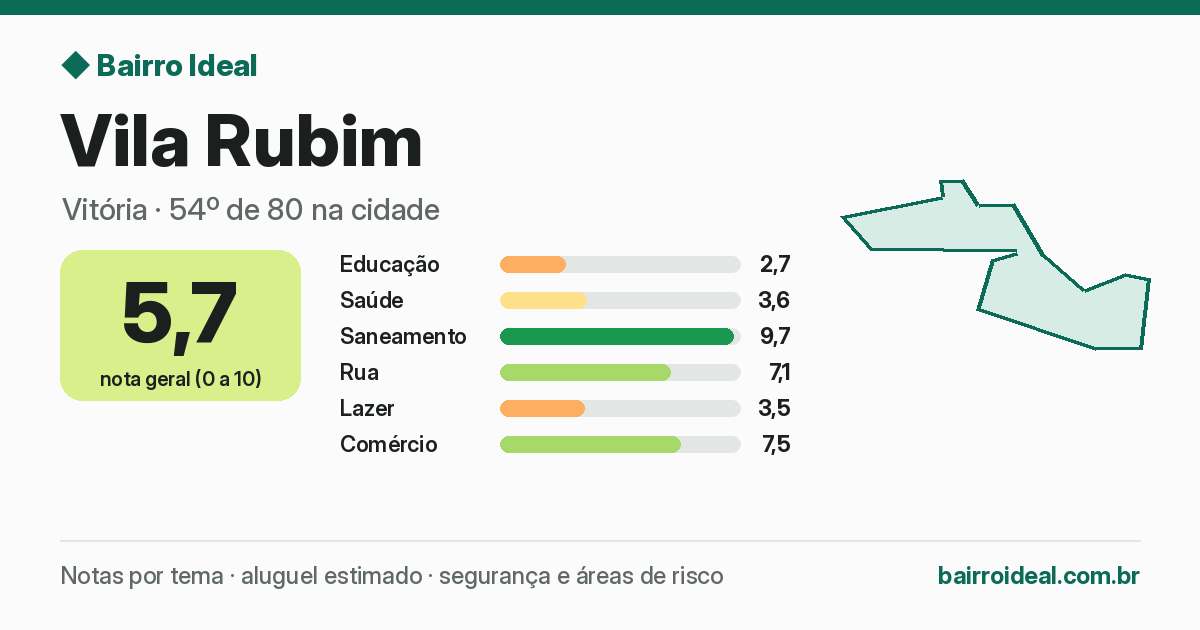 Bairro Ideal
Vila Rubim
Vitória · 54º de 80 na cidade
5,7
nota geral (0 a 10)
Educação 2,7
Saúde 3,6
Saneamento 9,7
Rua 7,1
Lazer 3,5
Comércio 7,5
Notas por tema · aluguel estimado · segurança e áreas de risco
bairroideal.com.br